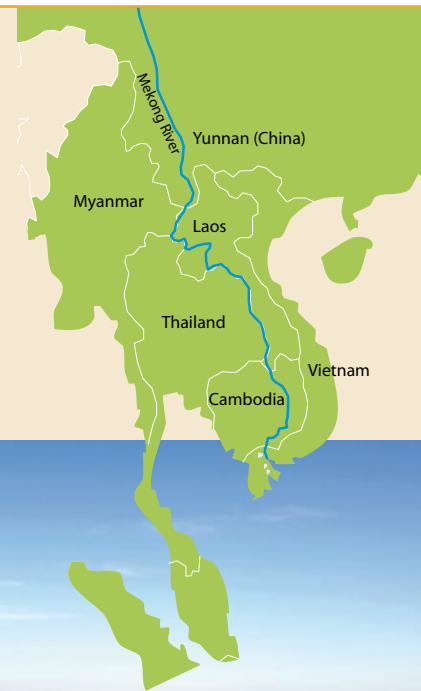 Mekong River
Yunnan (China)
Myanmar
Laos
Thailand
Vietnam
Cambodia